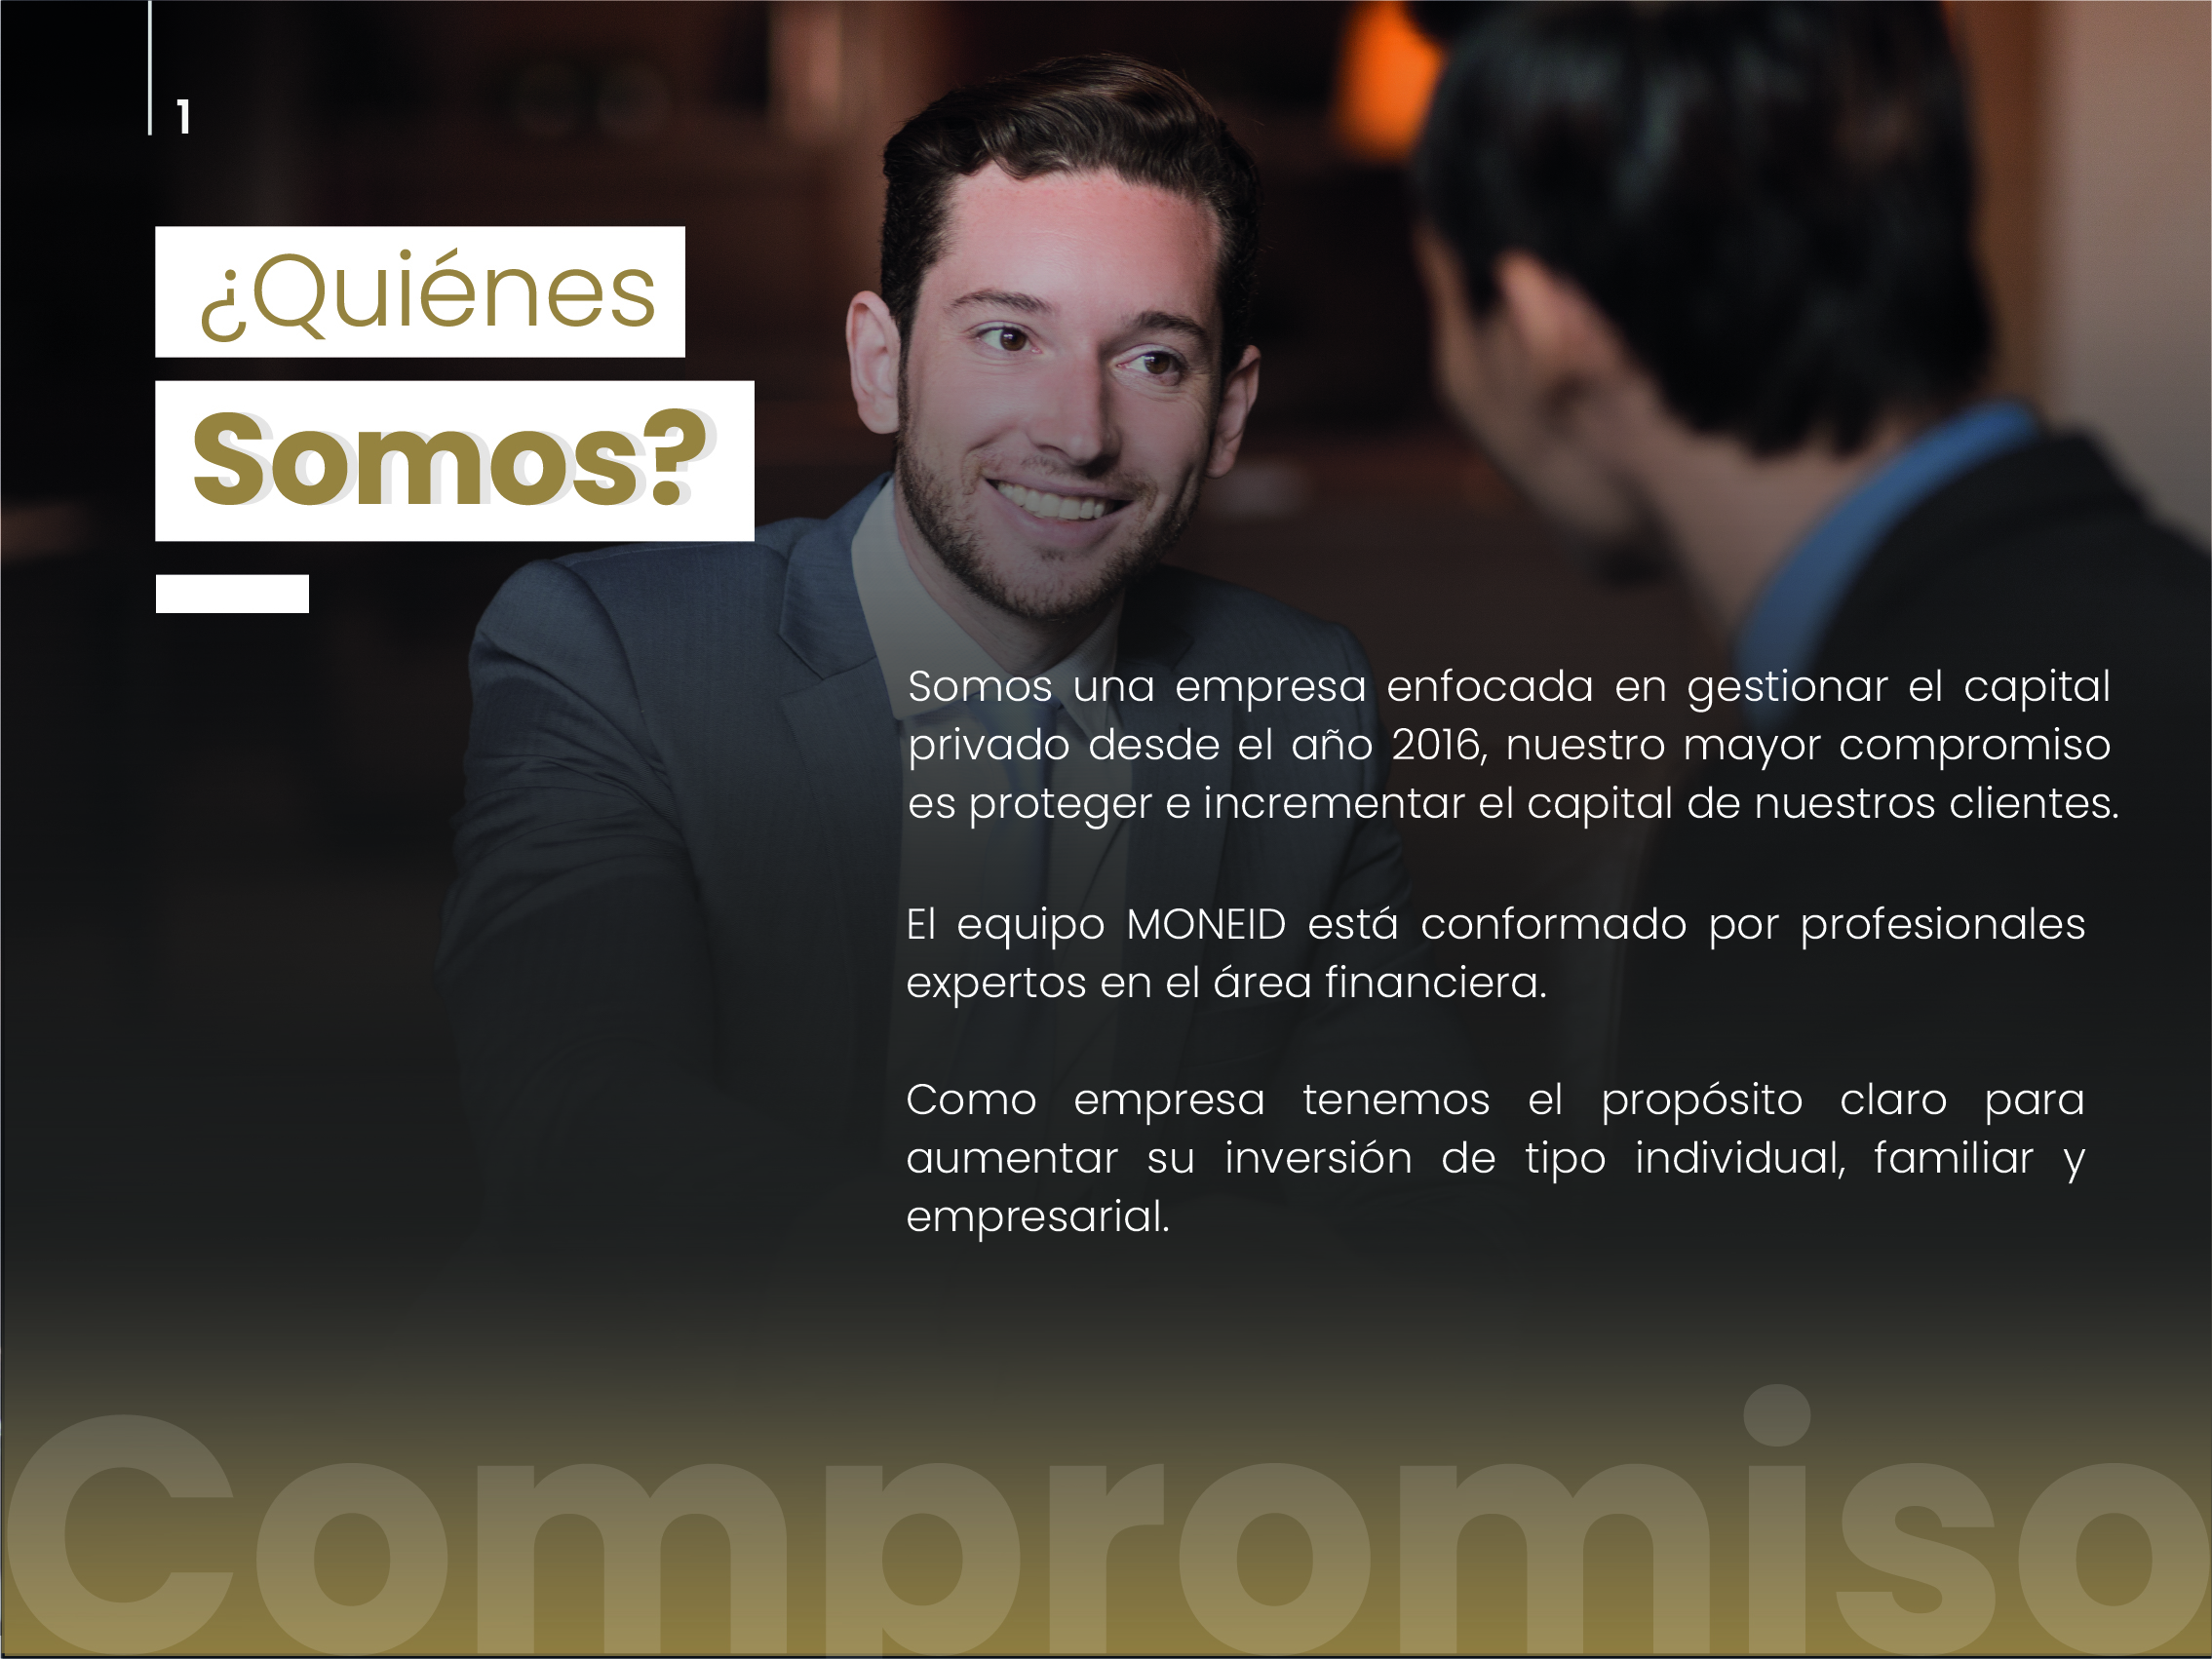 1
¿Quiénes
Somos?
Somos una empresa enfocada en gestionar el capital
privado desde el año 2016, nuestro mayor compromiso
es proteger e incrementar el capital de nuestros clientes.
El equipo MONEID está conformado por profesionales
expertos en el área financiera.
Como empresa tenemos el propósito claro para
aumentar su inversión de tipo individual, familiar y
empresarial.
Compromiso